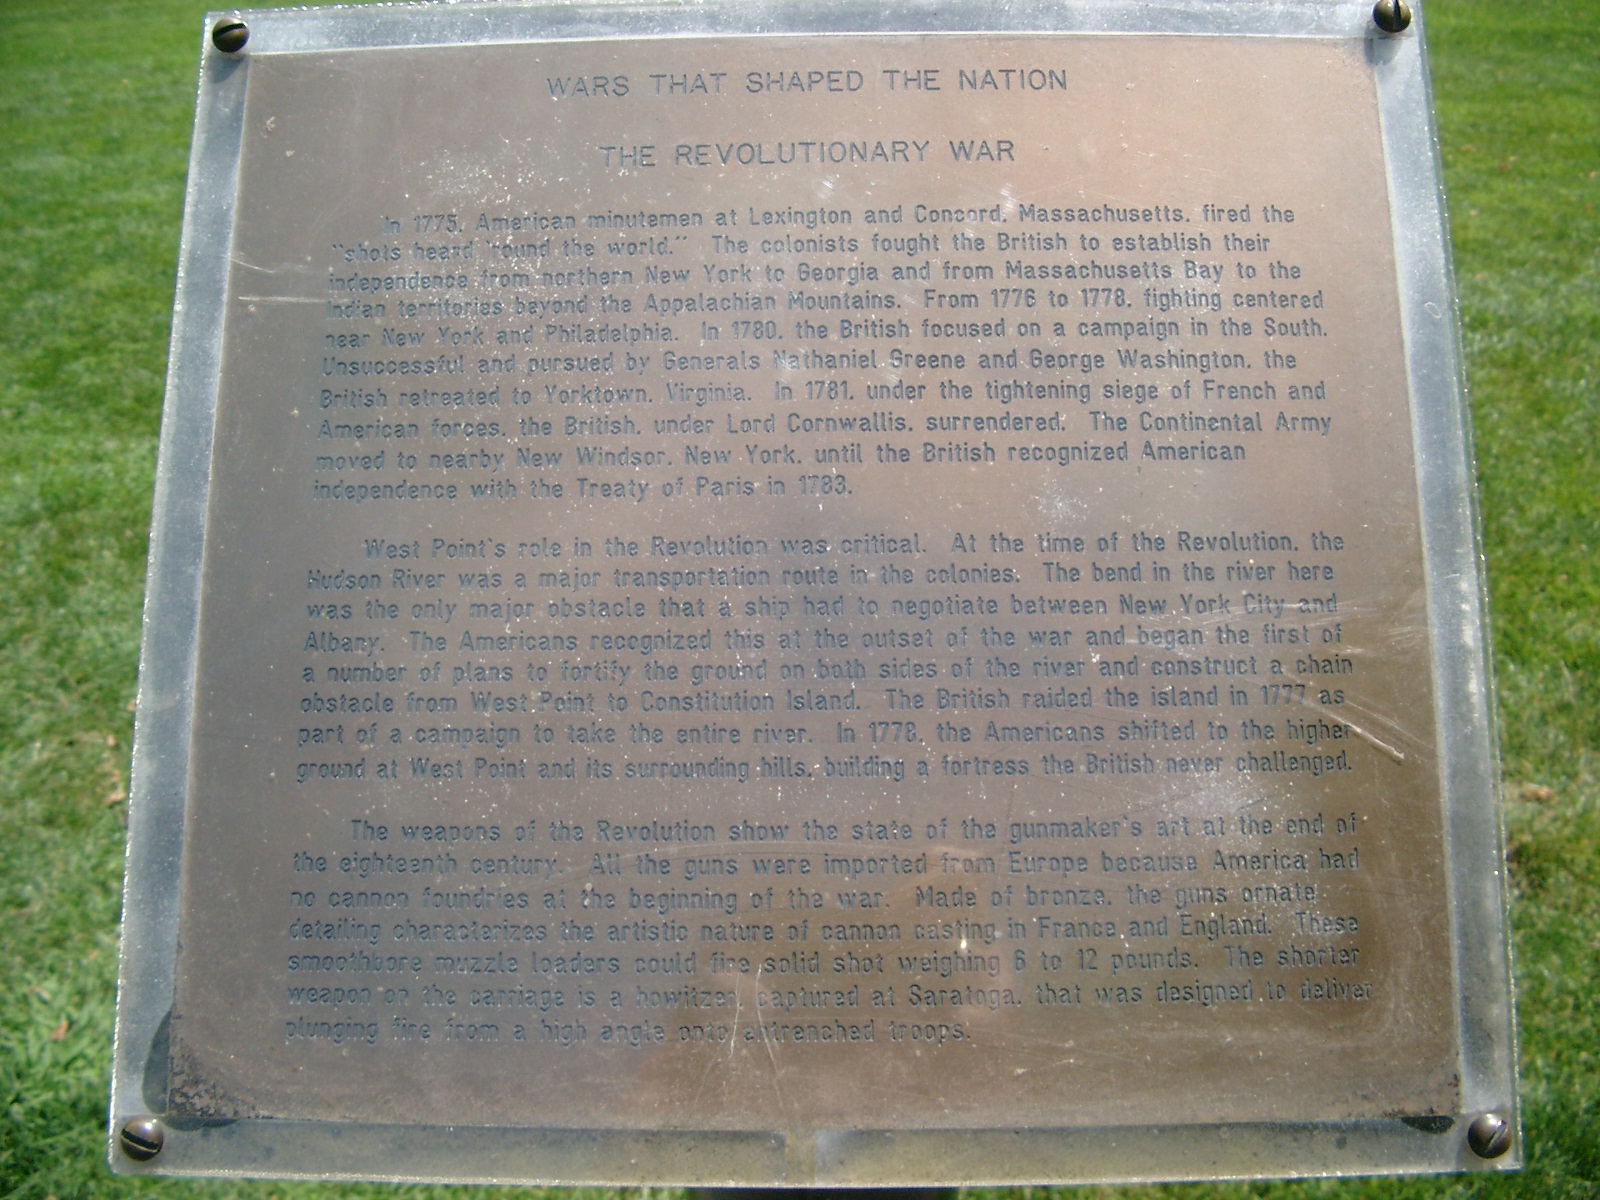 WARS THAT SHAPED THE NATION
THE REVOLUTIONARY WAR
In 1775, American minutemen at Lexington and Concord, Massachusetts, fired the
"shots heard 'round the world." The colonists fought the British to establish their
independence from northern New York to Georgia and from Massachusetts Bay to the
Indian territories beyond the Appalachian Mountains. From 1776 to 1778, fighting centered
near New York and Philadelphia. In 1780, the British focused on a campaign in the South.
Unsuccessful and pursued by Generals Nathaniel Greene and George Washington, the
British retreated to Yorktown, Virginia. In 1781, under the tightening siege of French and
American forces, the British, under Lord Cornwallis, surrendered. The Continental Army
moved to nearby New Windsor, New York, until the British recognized American
independence with the Treaty of Paris in 1783.
West Point's role in the Revolution was critical. At the time of the Revolution, the
Hudson River was a major transportation route in the colonies. The bend in the river here
was the only major obstacle that a ship had to negotiate between New York City and
Albany. The Americans recognized this at the outset of the war and began the first of
a number of plans to fortify the ground on both sides of the river and construct a chain
obstacle from West Point to Constitution Island. The British raided the island in 1777 as
part of a campaign to take the entire river. In 1778, the Americans shifted to the higher
ground at West Point and its surrounding hills, building a fortress the British never challenged.
The weapons of the Revolution show the state of the gunmaker's art at the end of
the eighteenth century. All the guns were imported from Europe because America had
no cannon foundries at the beginning of the war. Made of bronze, the guns ornate
detailing characterizes the artistic nature of cannon casting in France and England. These
smoothbore muzzle loaders could fire solid shot weighing 6 to 12 pounds. The shorter
weapon on the carriage is a howitzer, captured at Saratoga, that was designed to deliver
plunging fire from a high angle onto entrenched troops.